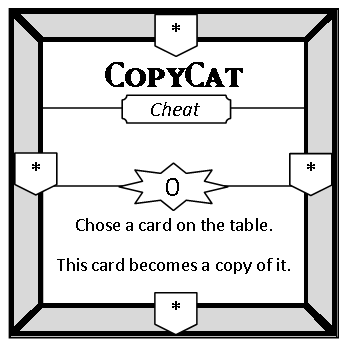 *
CopyCat
Cheat
* *
0
Chose a card on the table.
This card becomes a copy of it.
*